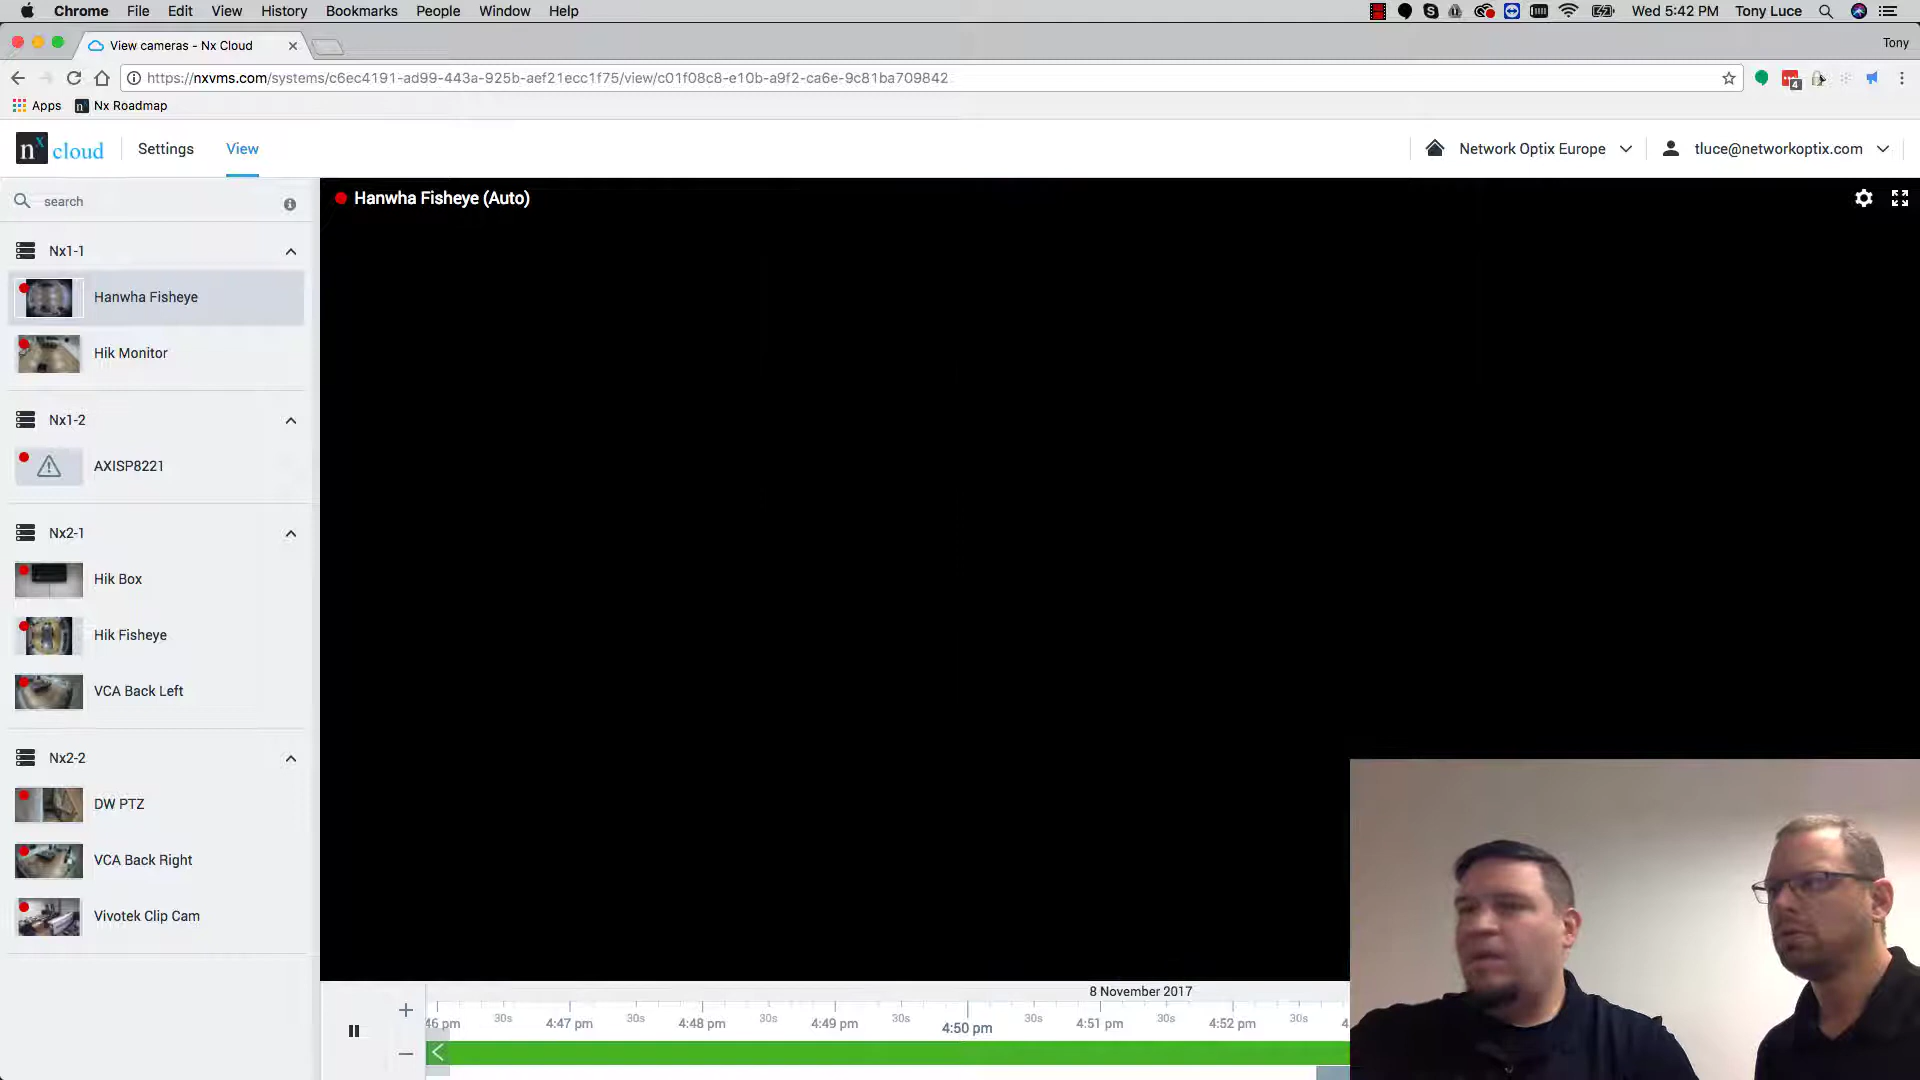 Chrome File Edit View History Bookmarks People Window Help Wed 5:42 PM Tony Luce
View cameras - Nx Cloud Tony
https://nxvms.com/systems/c6ec4191-ad99-443a-925b-aef21ecc1f75/view/c01f08c8-e10b-a9f2-ca6e-9c81ba709842 4
Apps Nx Roadmap
nx cloud Settings View Network Optix Europe tluce@networkoptix.com
search
Hanwha Fisheye (Auto)
Nx1-1
Hanwha Fisheye
Hik Monitor
Nx1-2
AXISP8221
Nx2-1
Hik Box
Hik Fisheye
VCA Back Left
Nx2-2
DW PTZ
VCA Back Right
Vivotek Clip Cam
8 November 2017
46 pm 30s 4:47 pm 30s 4:48 pm 30s 4:49 pm 30s 4:50 pm 30s 4:51 pm 30s 4:52 pm 30s 4